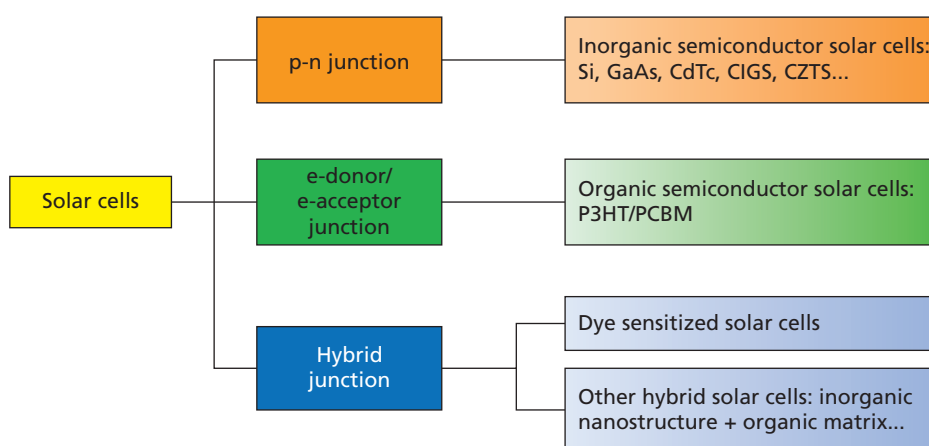 Solar cells
p-n junction
Inorganic semiconductor solar cells:
Si, GaAs, CdTc, CIGS, CZTS...
e-donor/
e-acceptor
junction
Organic semiconductor solar cells:
P3HT/PCBM
Hybrid
junction
Dye sensitized solar cells
Other hybrid solar cells: inorganic
nanostructure + organic matrix...